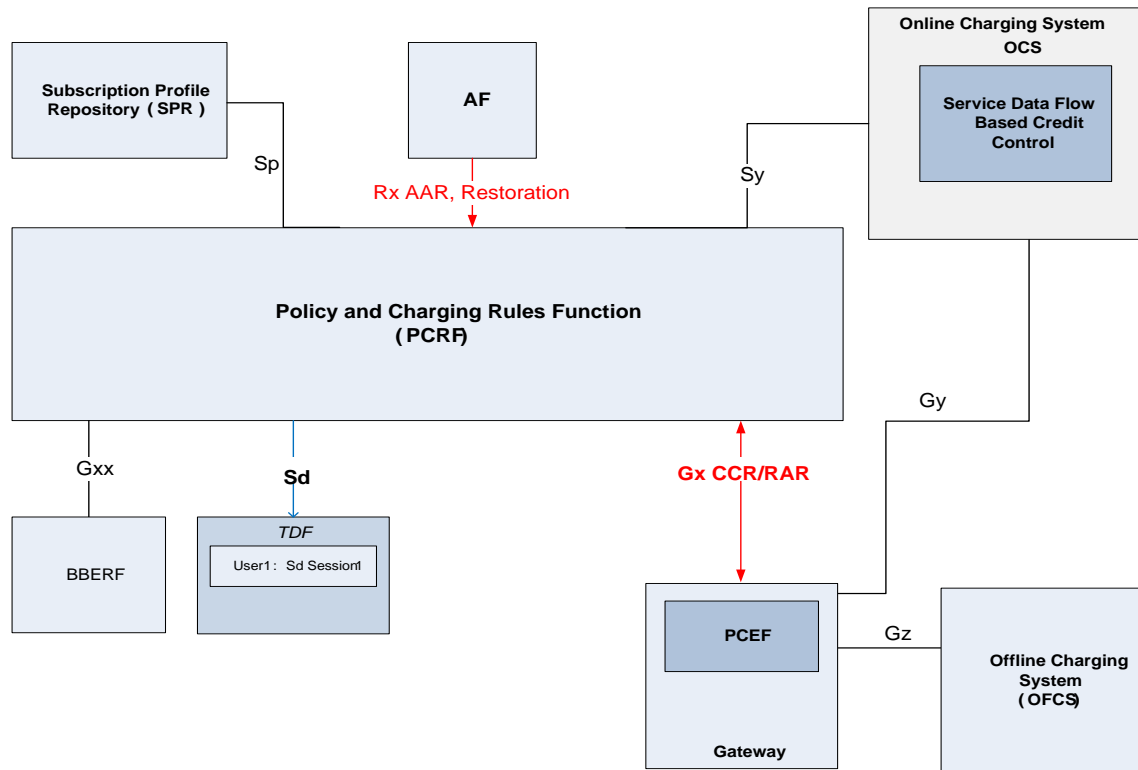 Online Charging System
OCS
Subscription Profile
Repository ( SPR )
AF
Service Data Flow
Based Credit
Control
Sp
Rx AAR, Restoration
Sy
Policy and Charging Rules Function
( PCRF)
Gy
Gxx
Sd
Gx CCR/RAR
TDF
User1 : Sd Session1
BBERF
PCEF
Gz
Offline Charging
System
( OFCS)
Gateway